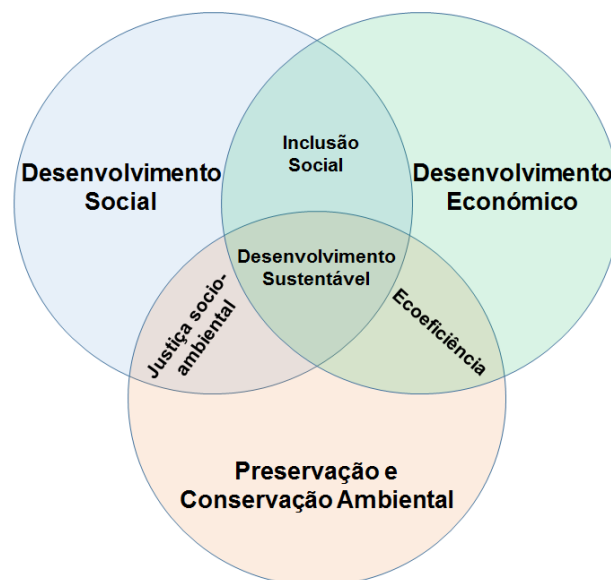 Inclusão
Social
Desenvolvimento
Social
Desenvolvimento
Económico
Desenvolvimento
Sustentável
Justiça socio-
ambiental
Ecoeficiência
Preservação e
Conservação Ambiental